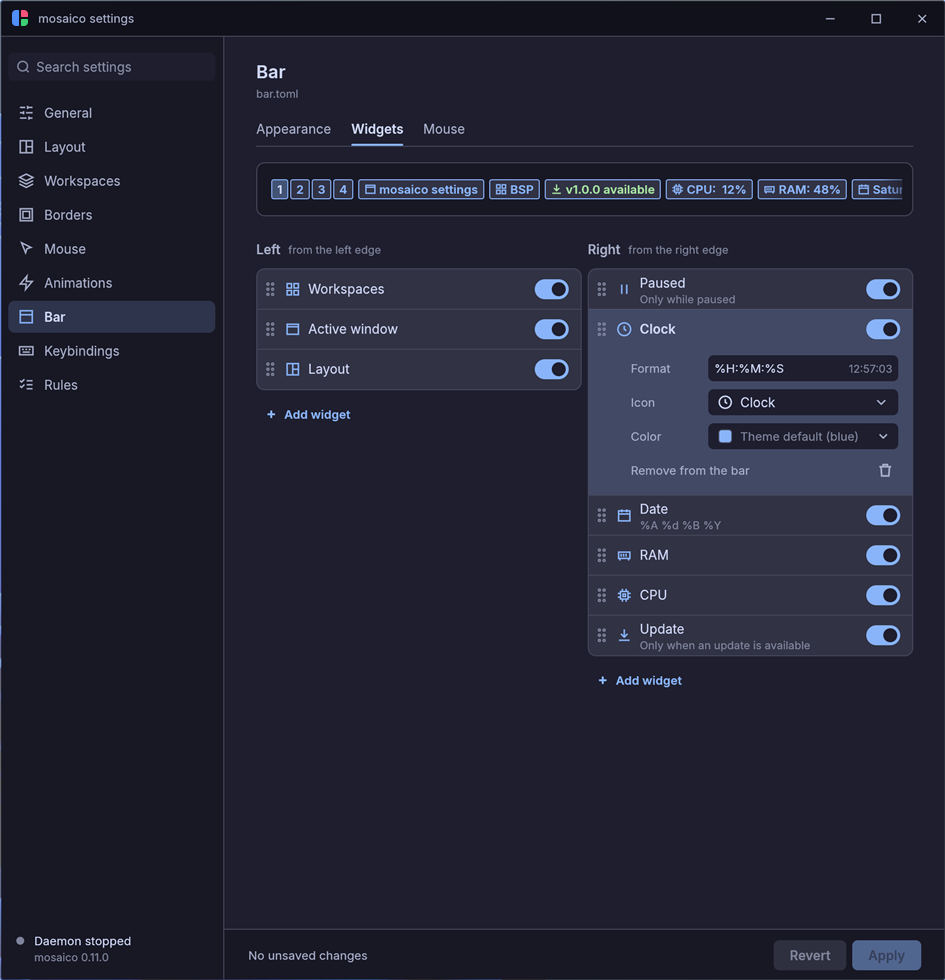 mosaico settings
Search settings
General
Layout
Workspaces
Borders
Mouse
Animations
Bar
Keybindings
Rules
Daemon stopped
mosaico 0.11.0
Bar
bar.toml
Appearance Widgets Mouse
1 2 3 4 mosaico settings BSP v1.0.0 available CPU: 12% RAM: 48% Satur
Left from the left edge
Workspaces
Active window
Layout
+ Add widget
Right from the right edge
Paused
Only while paused
Clock
Format %H:%M:%S 12:57:03
Icon Clock
Color Theme default (blue)
Remove from the bar
Date
%A %d %B %Y
RAM
CPU
Update
Only when an update is available
+ Add widget
No unsaved changes
Revert Apply